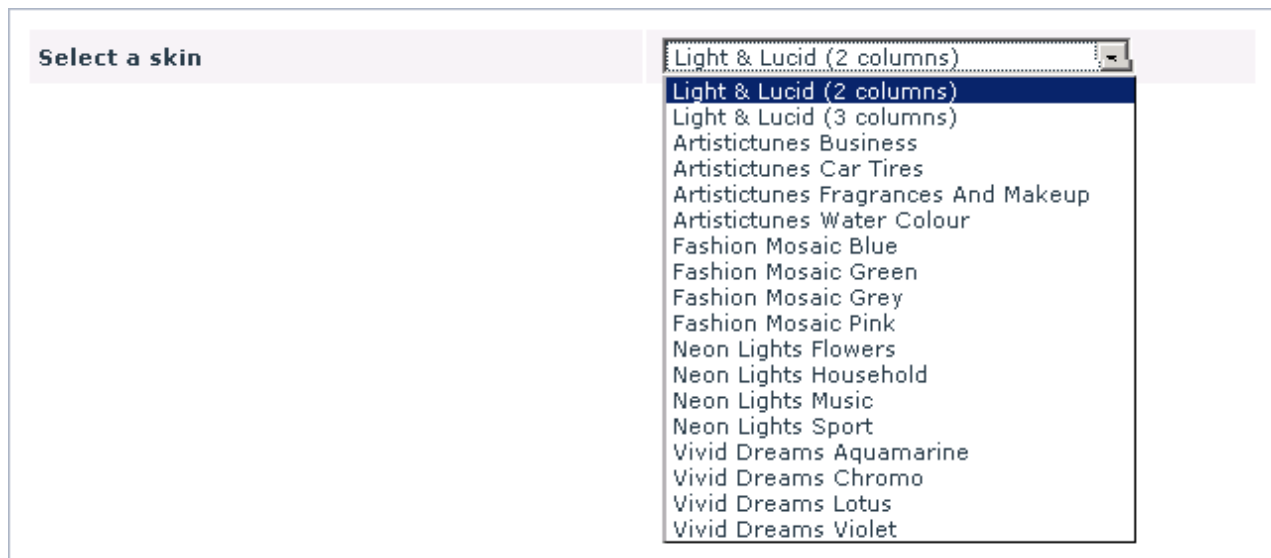 Select a skin
Light & Lucid (2 columns)
Light & Lucid (2 columns)
Light & Lucid (3 columns)
Artistictunes Business
Artistictunes Car Tires
Artistictunes Fragrances And Makeup
Artistictunes Water Colour
Fashion Mosaic Blue
Fashion Mosaic Green
Fashion Mosaic Grey
Fashion Mosaic Pink
Neon Lights Flowers
Neon Lights Household
Neon Lights Music
Neon Lights Sport
Vivid Dreams Aquamarine
Vivid Dreams Chromo
Vivid Dreams Lotus
Vivid Dreams Violet